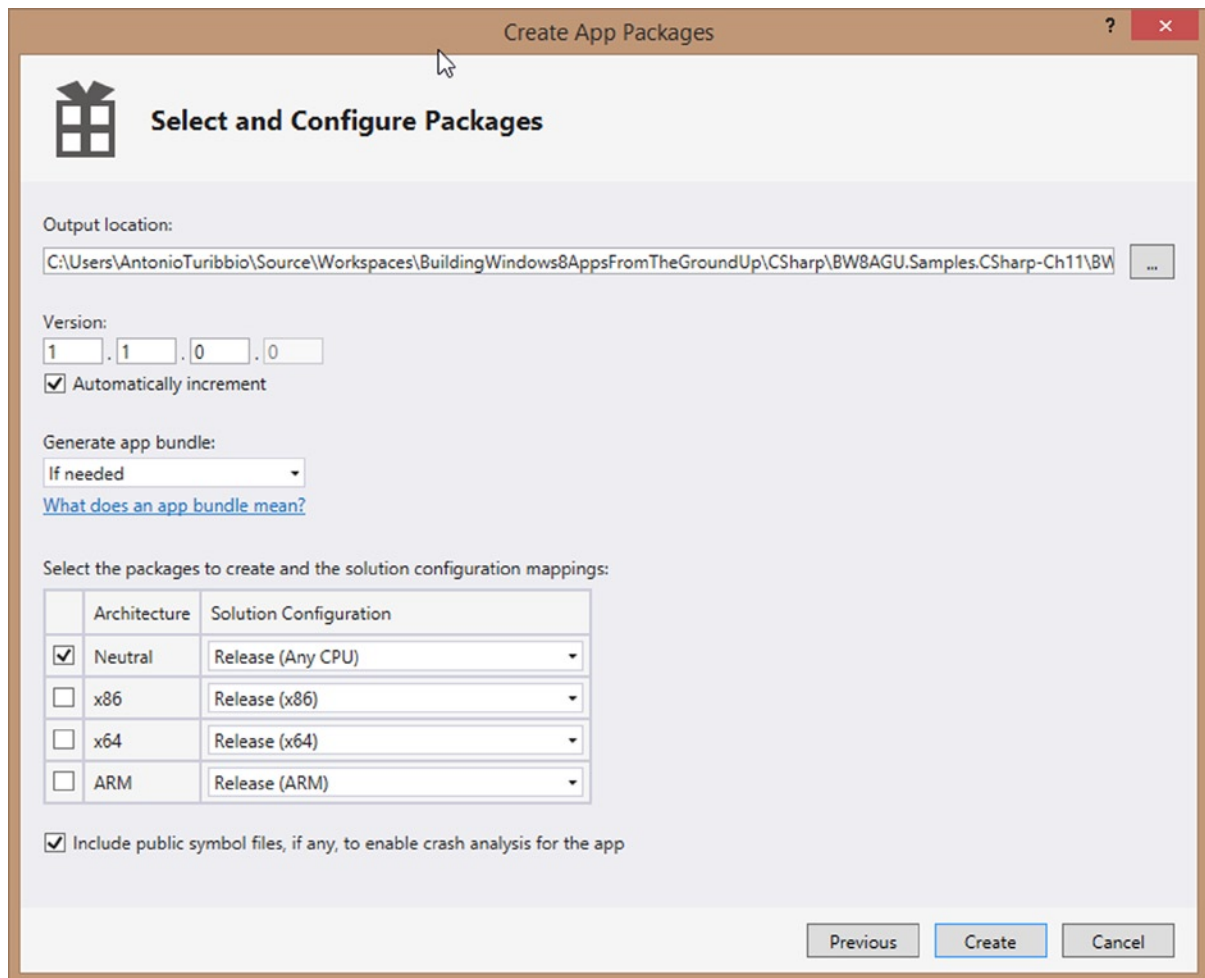 Create App Packages
?
Select and Configure Packages
Output location:
C:\Users\AntonioTuribbio\Source\Workspaces\BuildingWindows8AppsFromTheGroundUp\CSharp\BW8AGU.Samples.CSharp-Ch11\BW
...
Version:
1 . 1 . 0 . 0
Automatically increment
Generate app bundle:
If needed
What does an app bundle mean?
Select the packages to create and the solution configuration mappings:
Architecture Solution Configuration
Neutral Release (Any CPU)
x86 Release (x86)
x64 Release (x64)
ARM Release (ARM)
Include public symbol files, if any, to enable crash analysis for the app
Previous Create Cancel